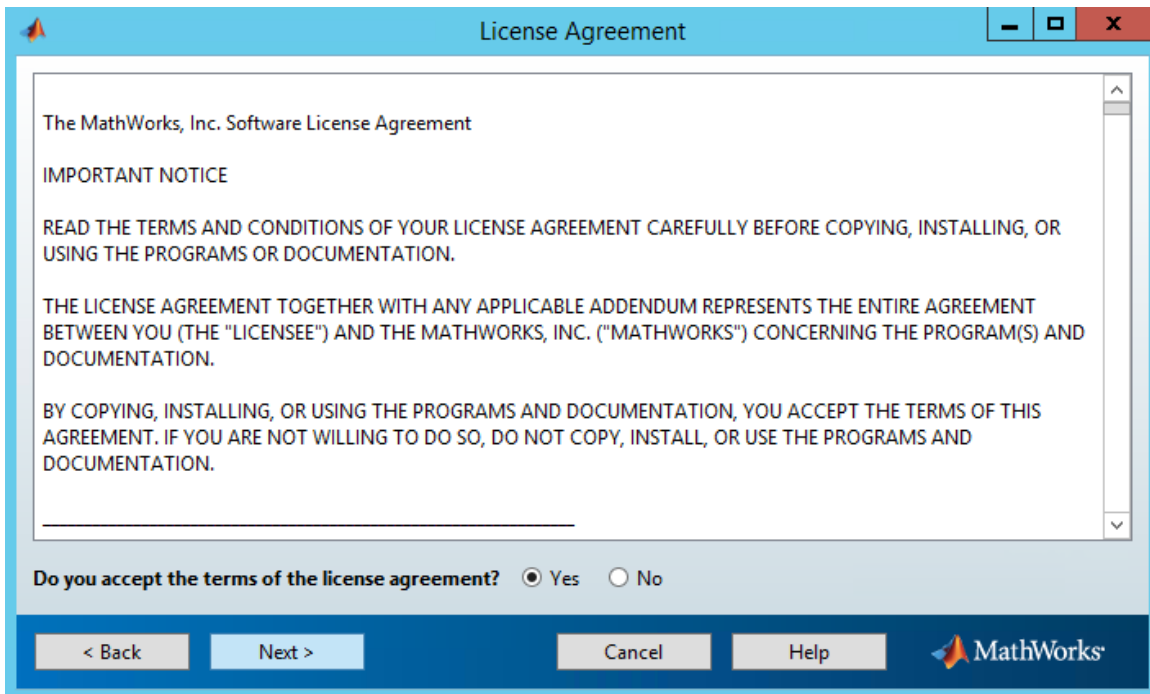 License Agreement
The MathWorks, Inc. Software License Agreement
IMPORTANT NOTICE
READ THE TERMS AND CONDITIONS OF YOUR LICENSE AGREEMENT CAREFULLY BEFORE COPYING, INSTALLING, OR
USING THE PROGRAMS OR DOCUMENTATION.
THE LICENSE AGREEMENT TOGETHER WITH ANY APPLICABLE ADDENDUM REPRESENTS THE ENTIRE AGREEMENT
BETWEEN YOU (THE "LICENSEE") AND THE MATHWORKS, INC. ("MATHWORKS") CONCERNING THE PROGRAM(S) AND
DOCUMENTATION.
BY COPYING, INSTALLING, OR USING THE PROGRAMS AND DOCUMENTATION, YOU ACCEPT THE TERMS OF THIS
AGREEMENT. IF YOU ARE NOT WILLING TO DO SO, DO NOT COPY, INSTALL, OR USE THE PROGRAMS AND
DOCUMENTATION.
Do you accept the terms of the license agreement? Yes No
< Back Next > Cancel Help MathWorks